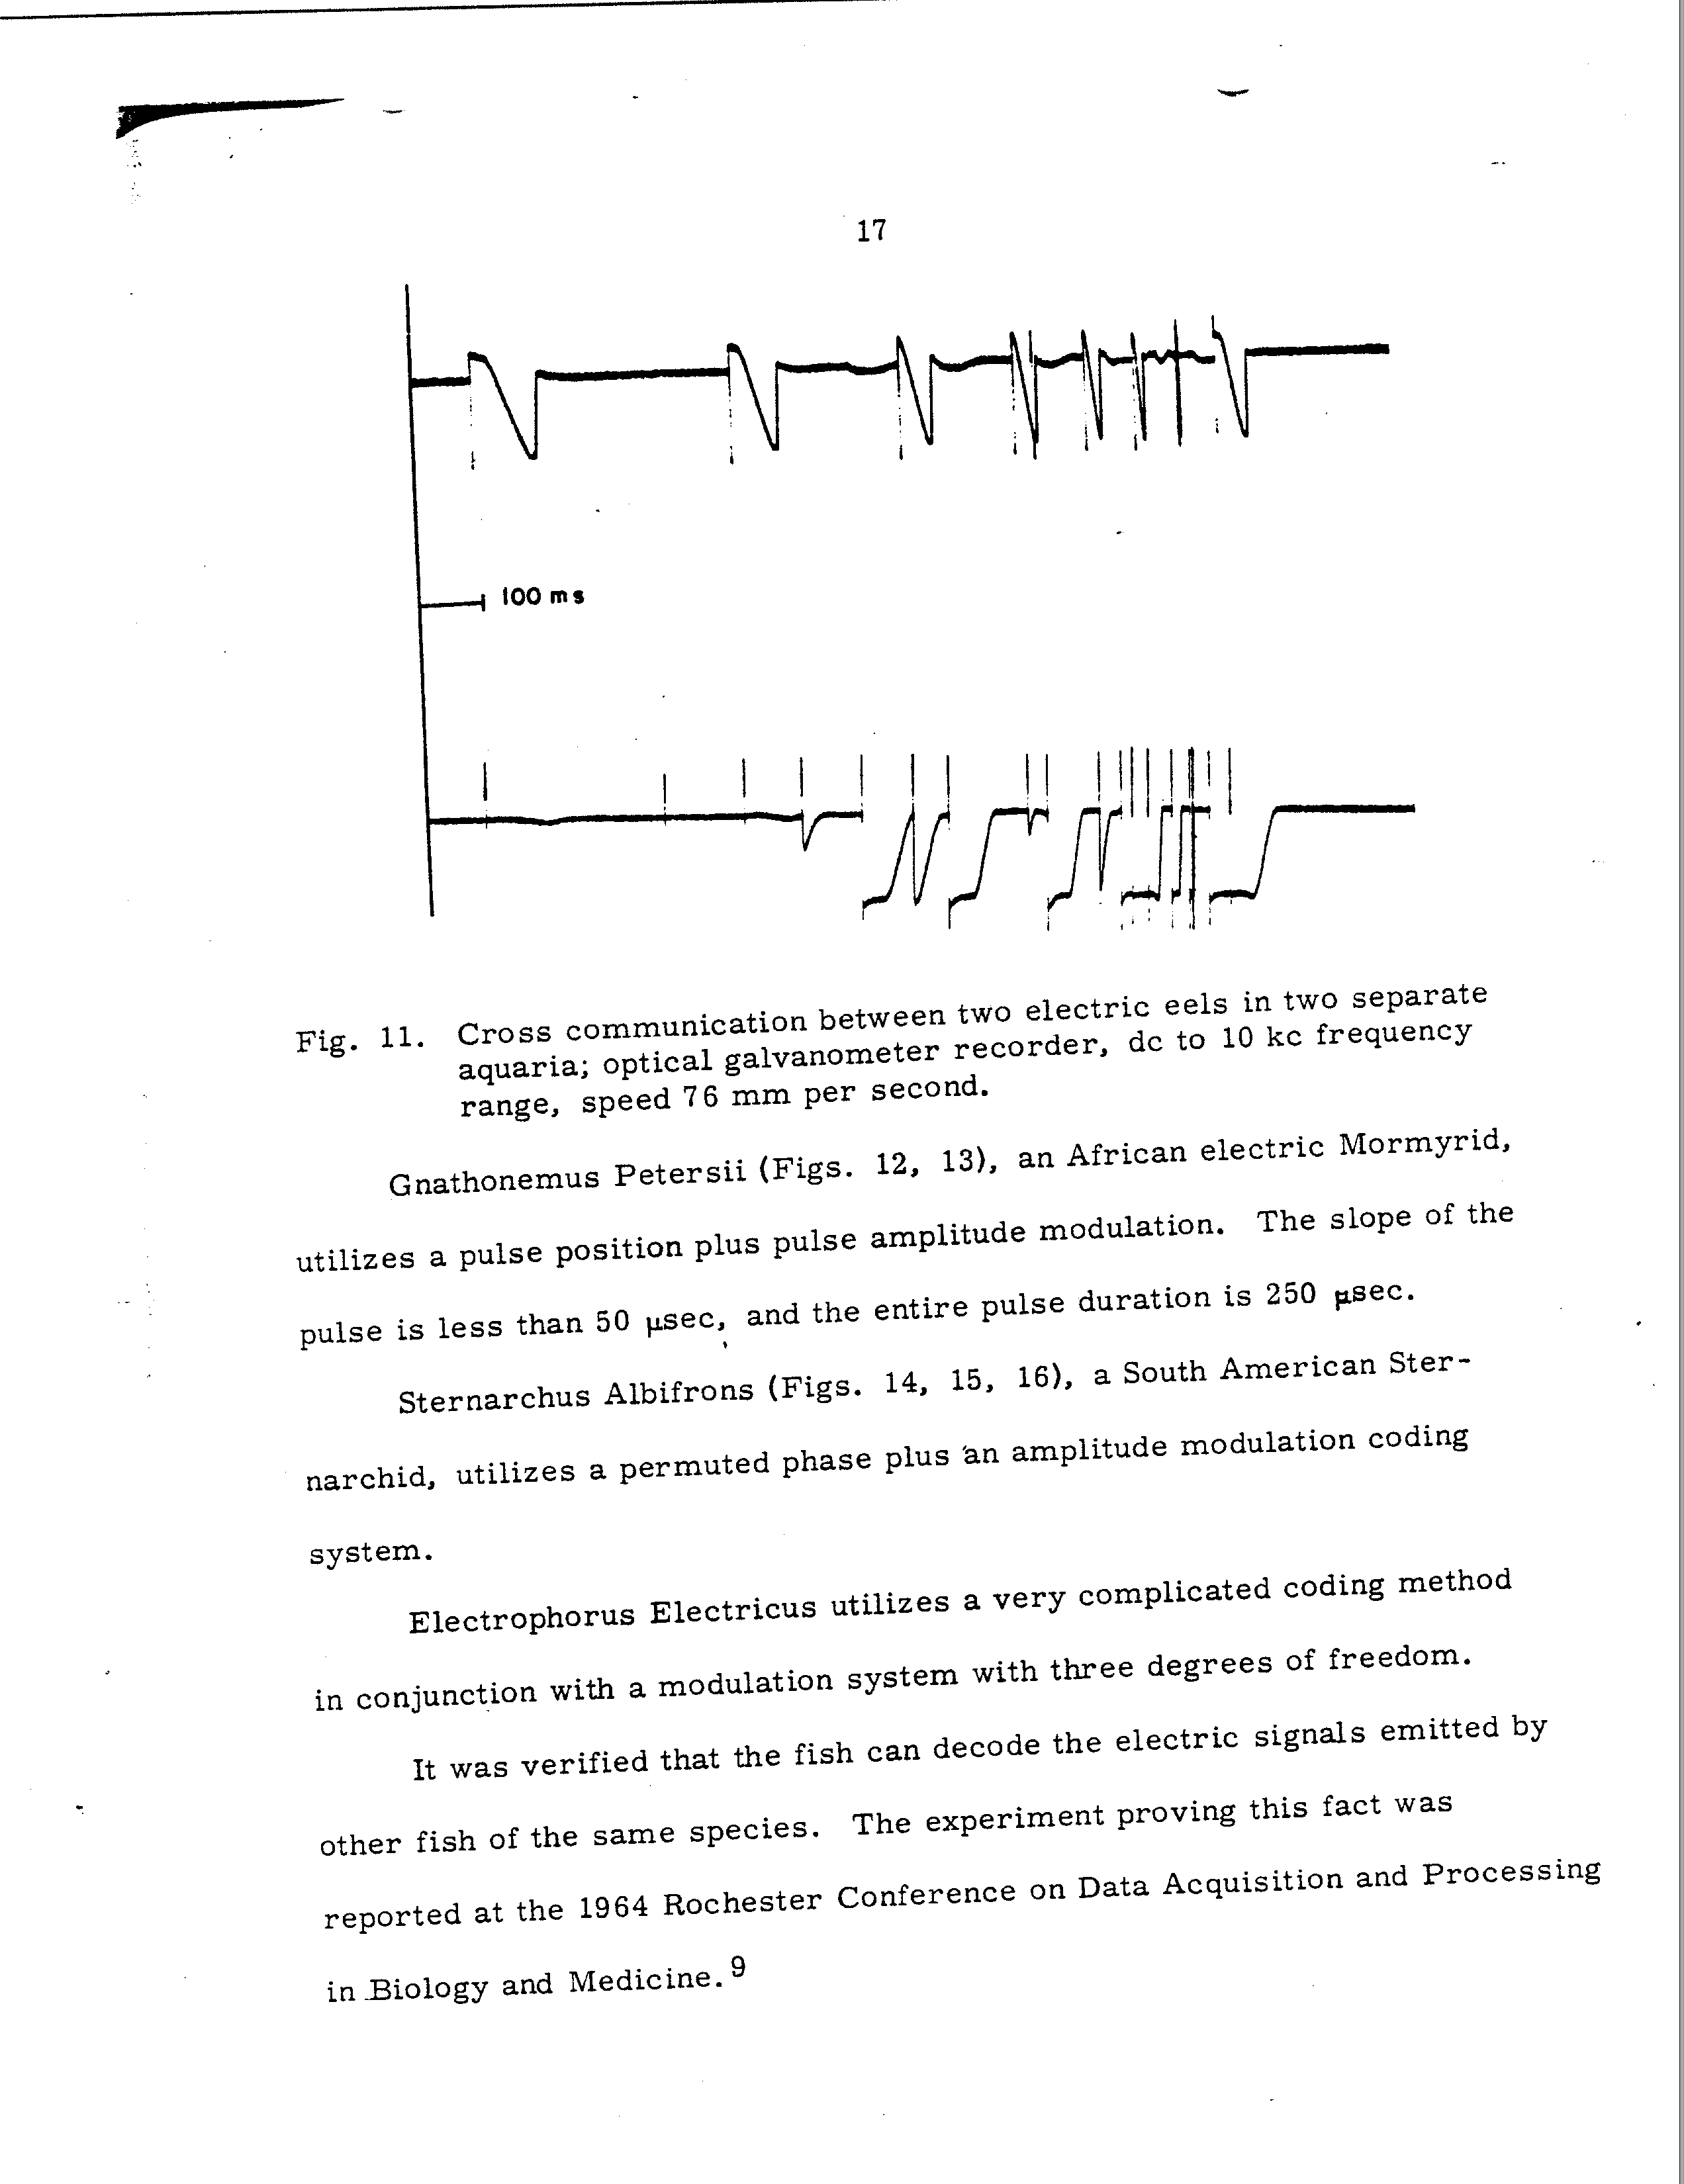 17
100 ms
Fig. 11. Cross communication between two electric eels in two separate
aquaria; optical galvanometer recorder, dc to 10 kc frequency
range, speed 76 mm per second.
Gnathonemus Petersii (Figs. 12, 13), an African electric Mormyrid,
utilizes a pulse position plus pulse amplitude modulation. The slope of the
pulse is less than 50 μsec, and the entire pulse duration is 250 μsec.
Sternarchus Albifrons (Figs. 14, 15, 16), a South American Ster-
narchid, utilizes a permuted phase plus an amplitude modulation coding
system.
Electrophorus Electricus utilizes a very complicated coding method
in conjunction with a modulation system with three degrees of freedom.
It was verified that the fish can decode the electric signals emitted by
other fish of the same species. The experiment proving this fact was
reported at the 1964 Rochester Conference on Data Acquisition and Processing
in Biology and Medicine.9